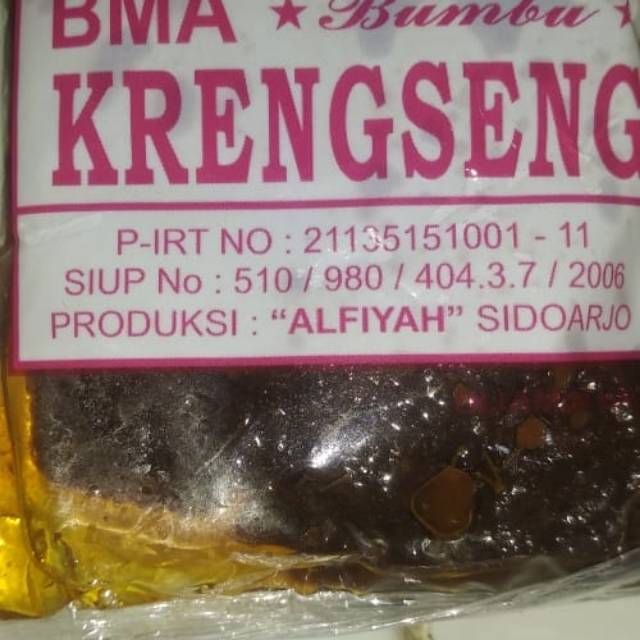 BMA ★ Bumbu ★
KRENGSENG
P-IRT NO : 21135151001 - 11
SIUP No : 510 / 980 / 404.3.7 / 2006
PRODUKSI : “ALFIYAH” SIDOARJO